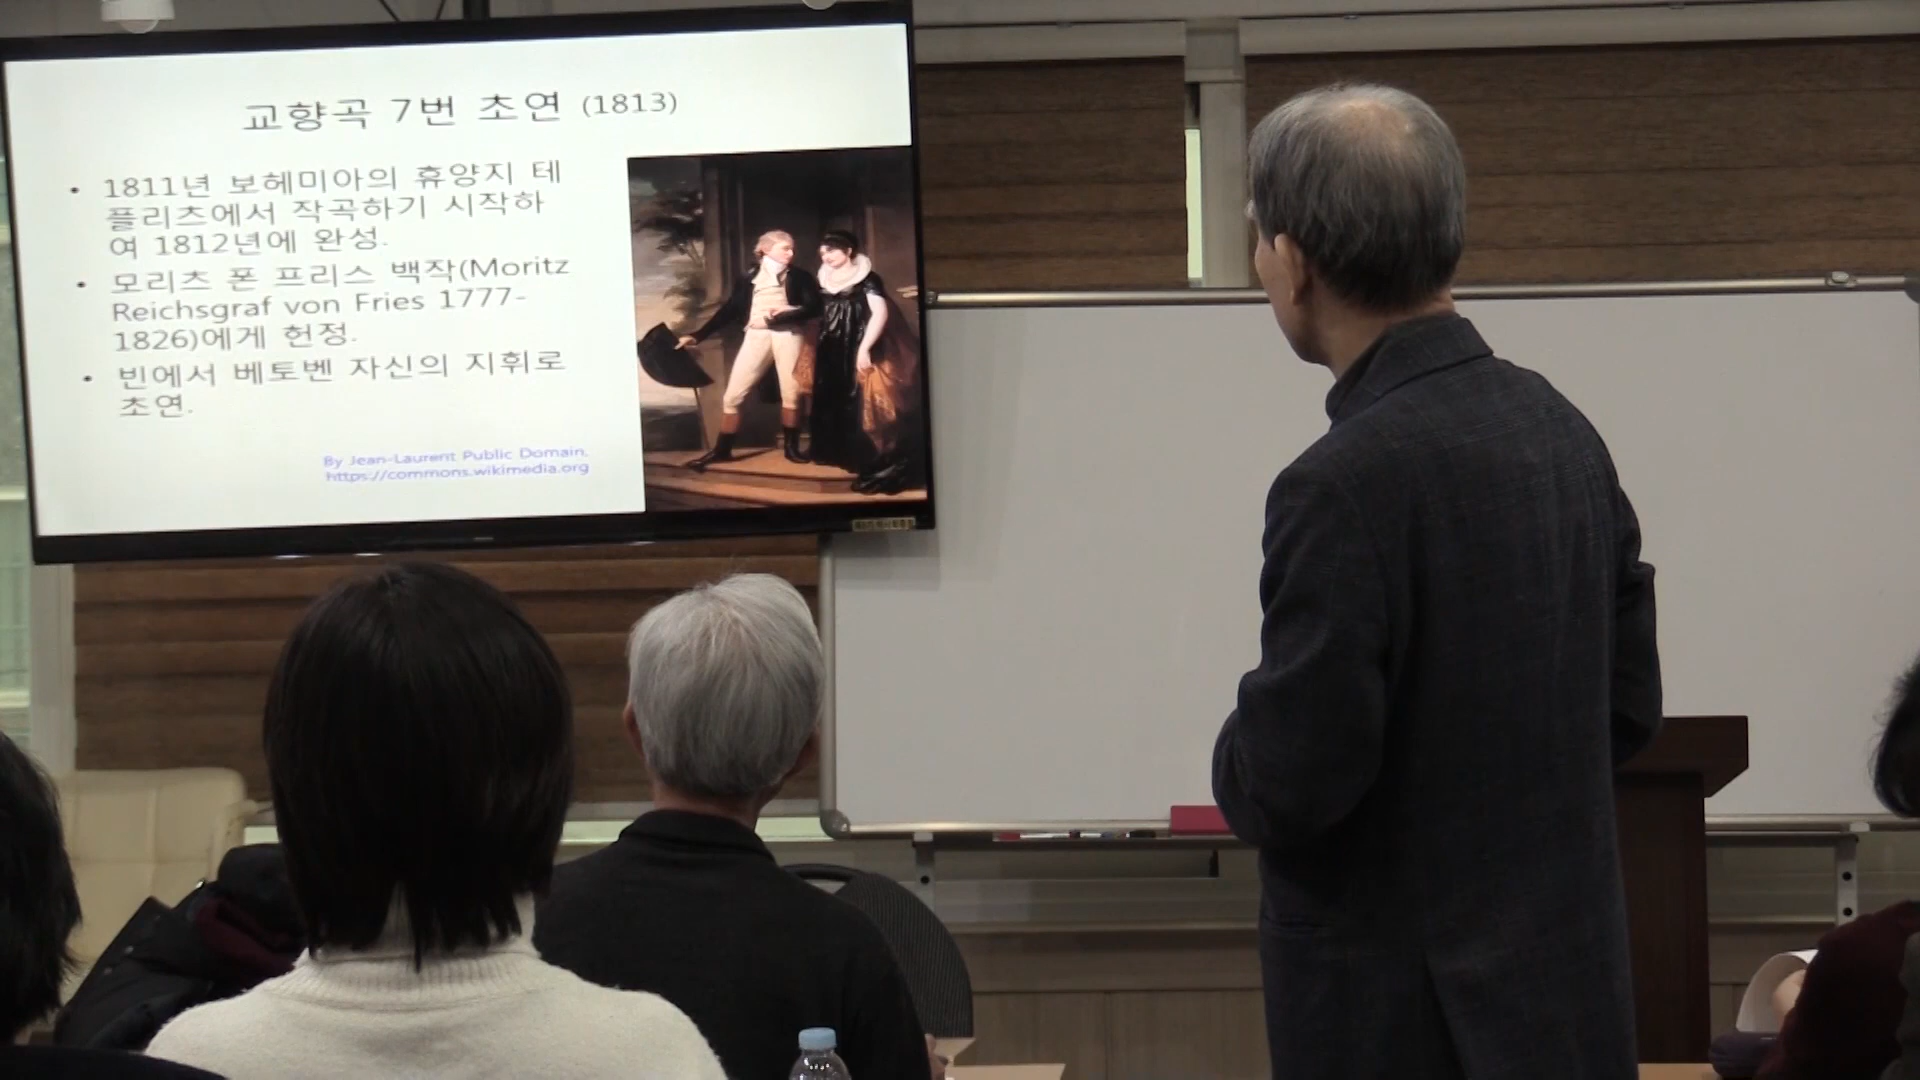 교향곡 7번 초연 (1813)
• 1811년 보헤미아의 휴양지 테
플리츠에서 작곡하기 시작하
여 1812년에 완성.
• 모리츠 폰 프리스 백작(Moritz
Reichsgraf von Fries 1777-
1826)에게 헌정.
• 빈에서 베토벤 자신의 지휘로
초연.
By Jean-Laurent Public Domain,
https://commons.wikimedia.org